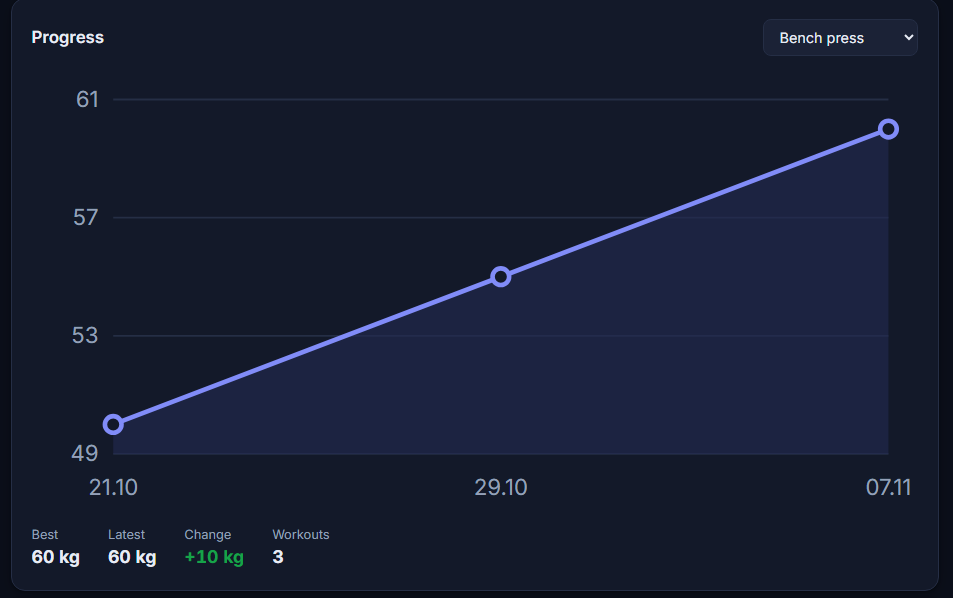 Progress
Bench press
61
57
53
49
21.10
29.10
07.11
Best
Latest
Change
Workouts
60 kg
60 kg
+10 kg
3